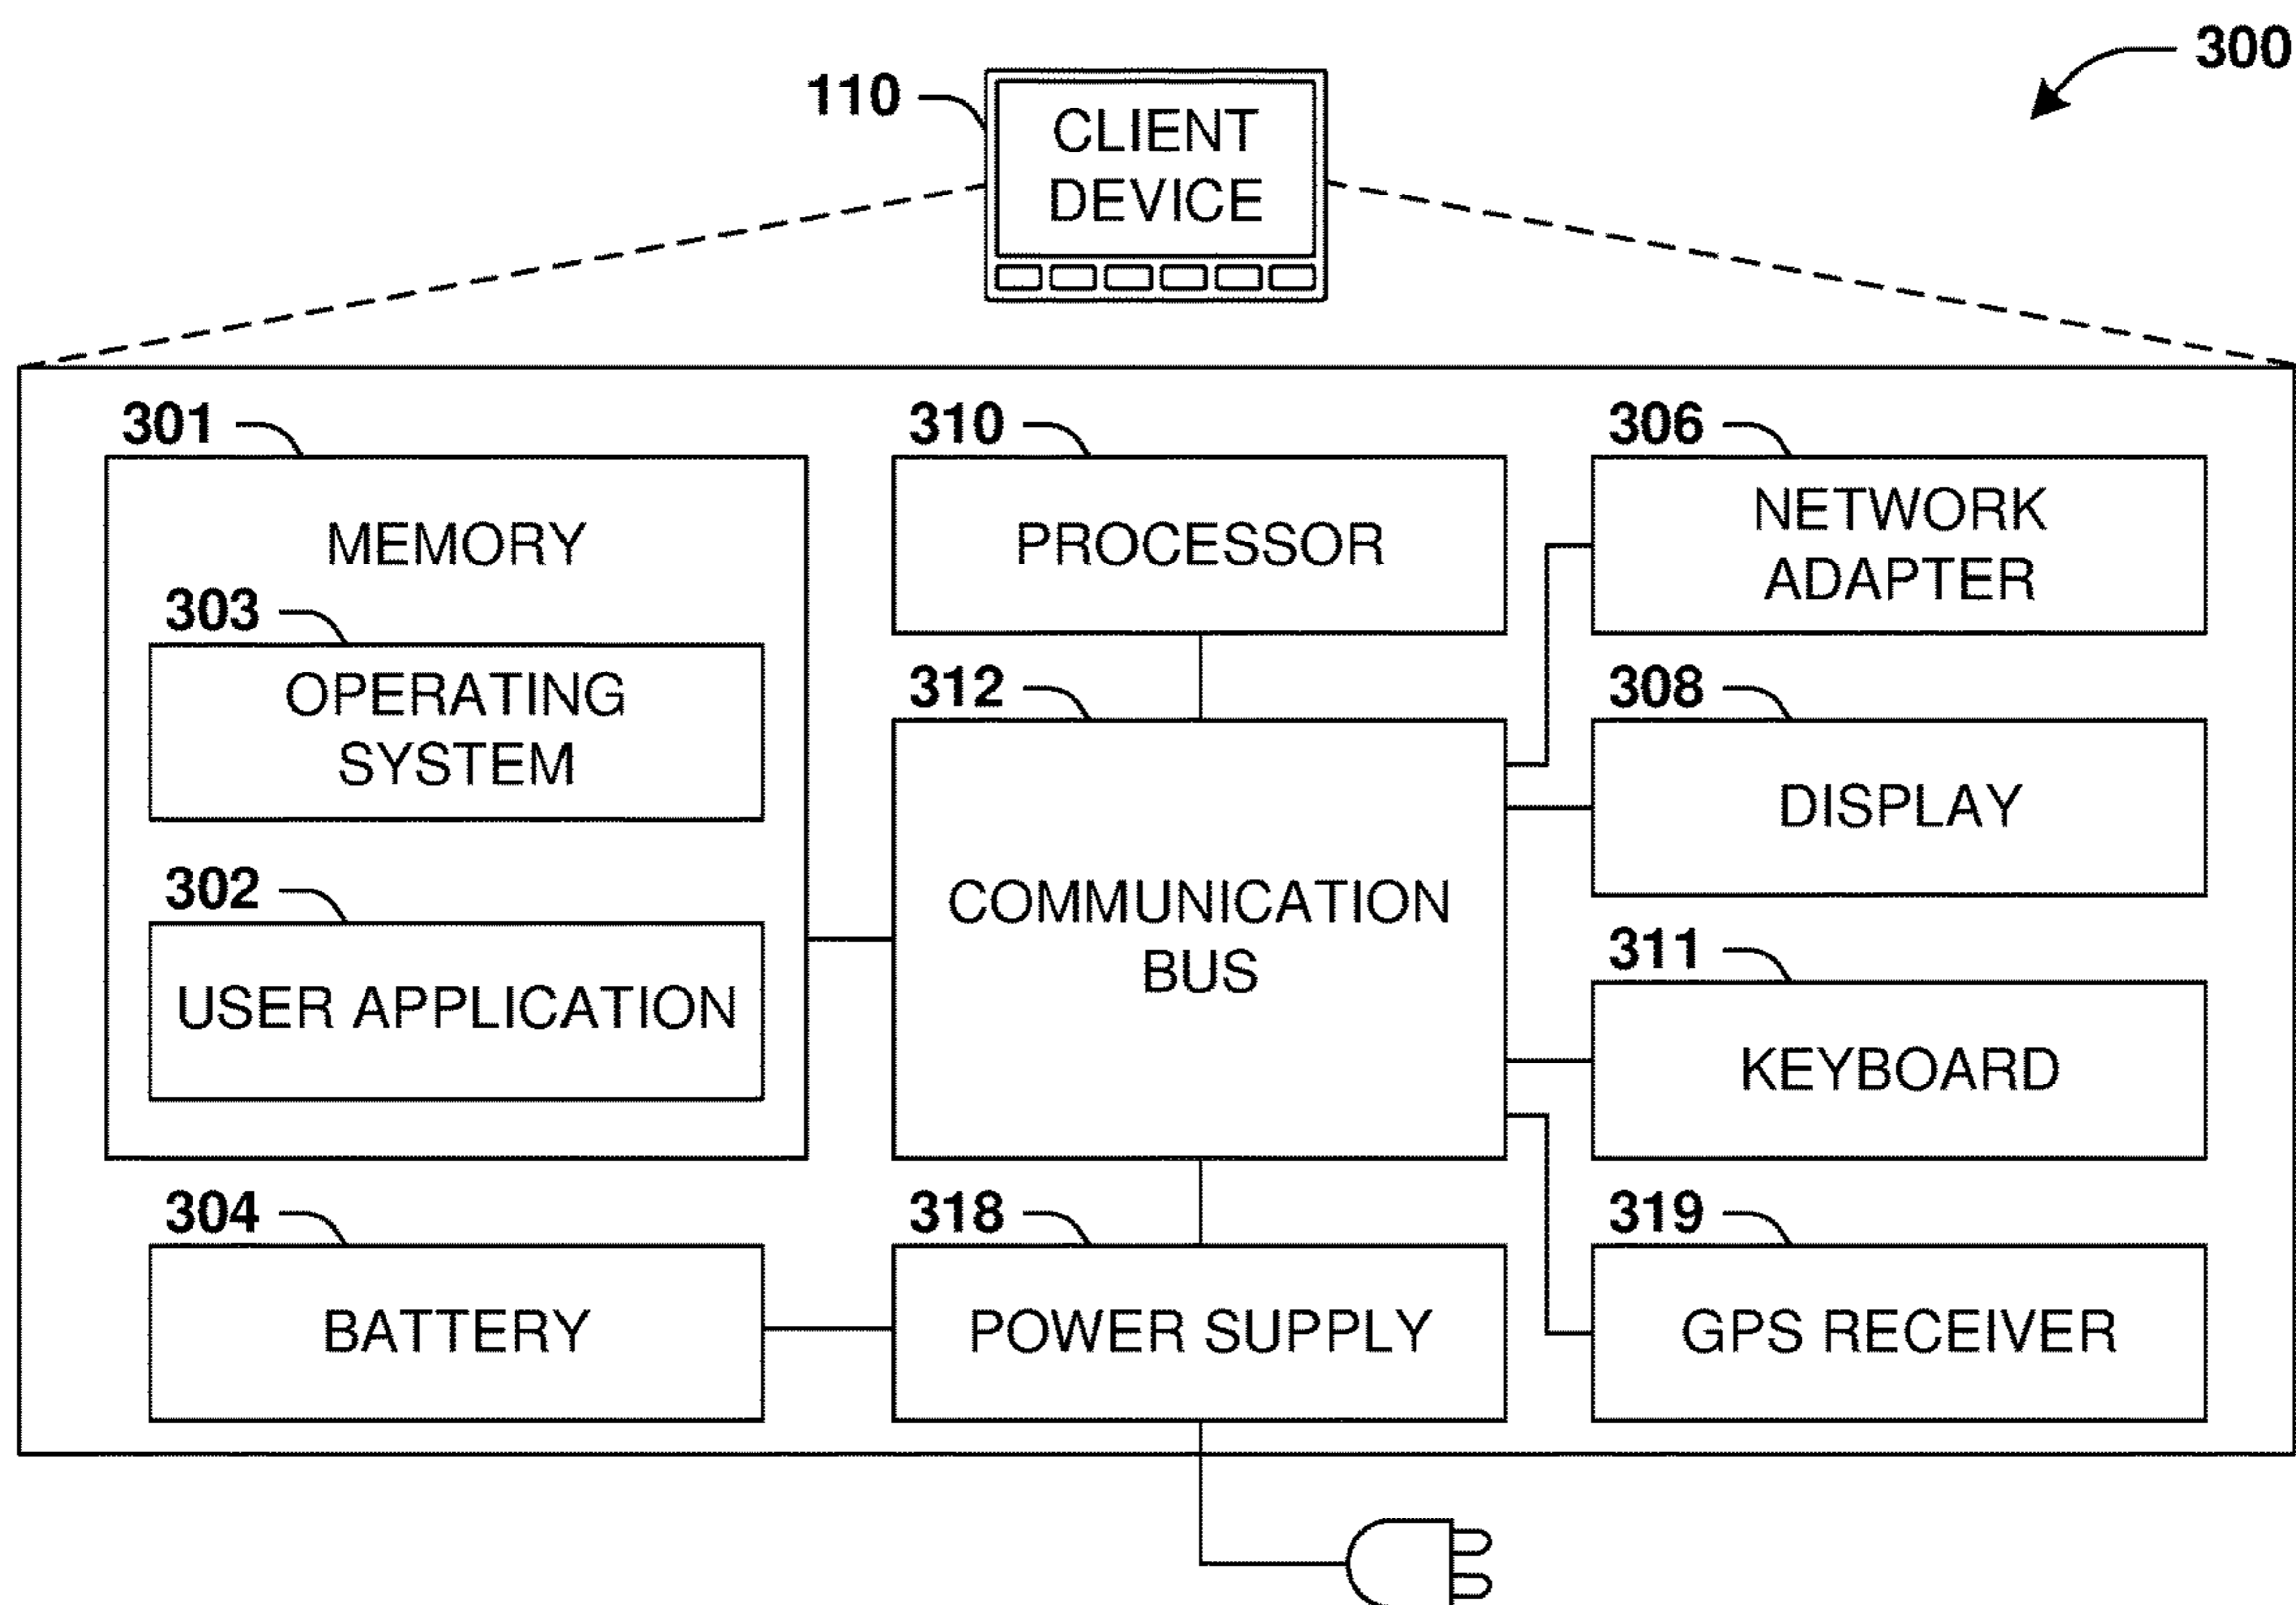 300
110
CLIENT
DEVICE
301
310
306
MEMORY
PROCESSOR
NETWORK
ADAPTER
303
OPERATING
SYSTEM
312
308
COMMUNICATION
BUS
DISPLAY
302
USER APPLICATION
311
KEYBOARD
304
318
319
BATTERY
POWER SUPPLY
GPS RECEIVER